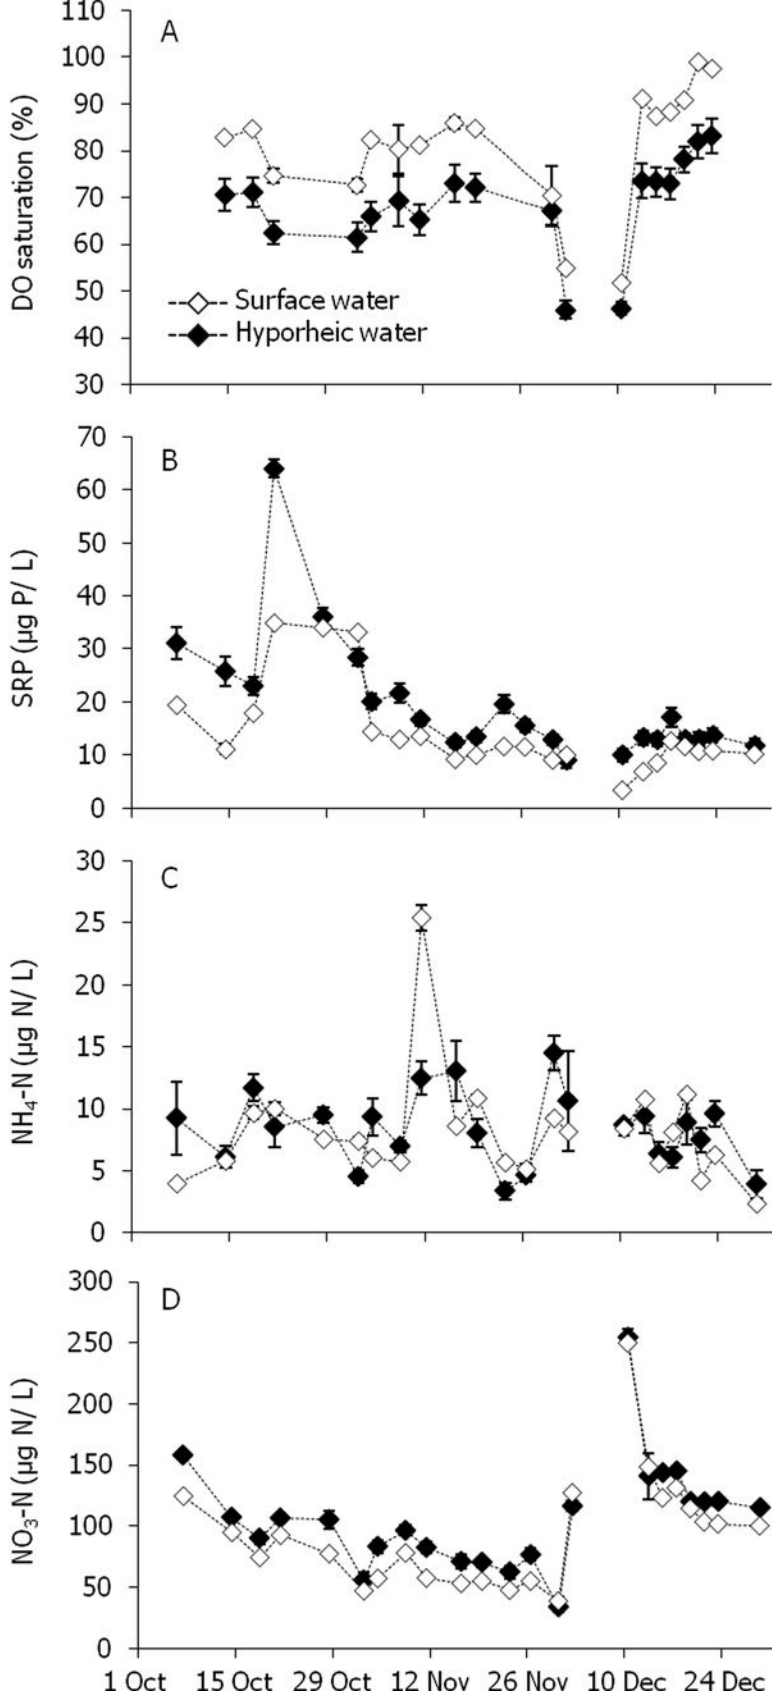 110
A
100
90
80
70
60
50
40
30
DO saturation (%)
Surface water
Hyporheic water
70
B
60
50
40
30
20
10
0
SRP (µg P/ L)
30
C
25
20
15
10
5
0
NH₄-N (µg N/ L)
300
D
250
200
150
100
50
0
NO₃-N (µg N/ L)
1 Oct 15 Oct 29 Oct 12 Nov 26 Nov 10 Dec 24 Dec